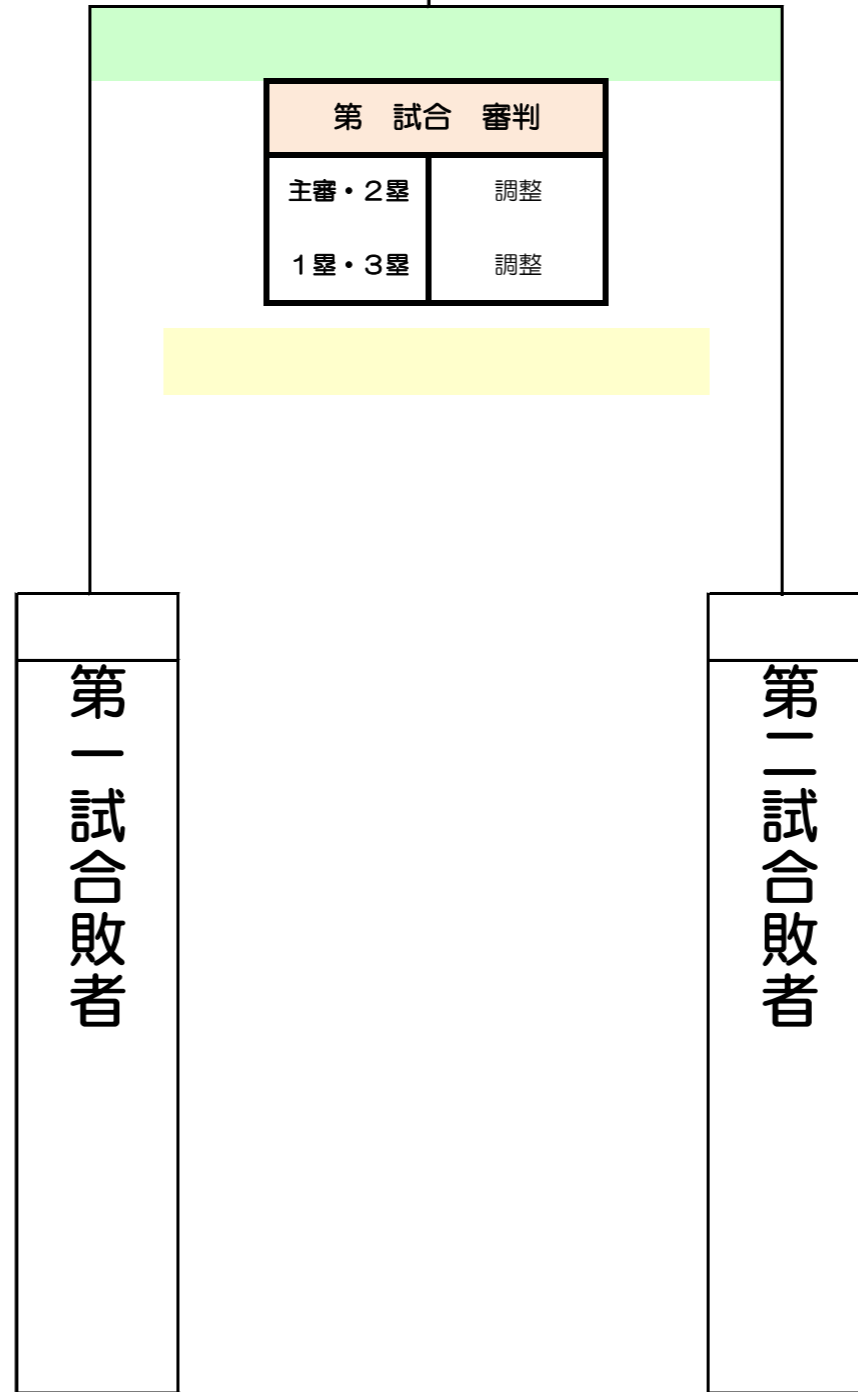 第　試合　審判
主審・２塁　調整
１塁・３塁　調整
第一試合敗者
第二試合敗者